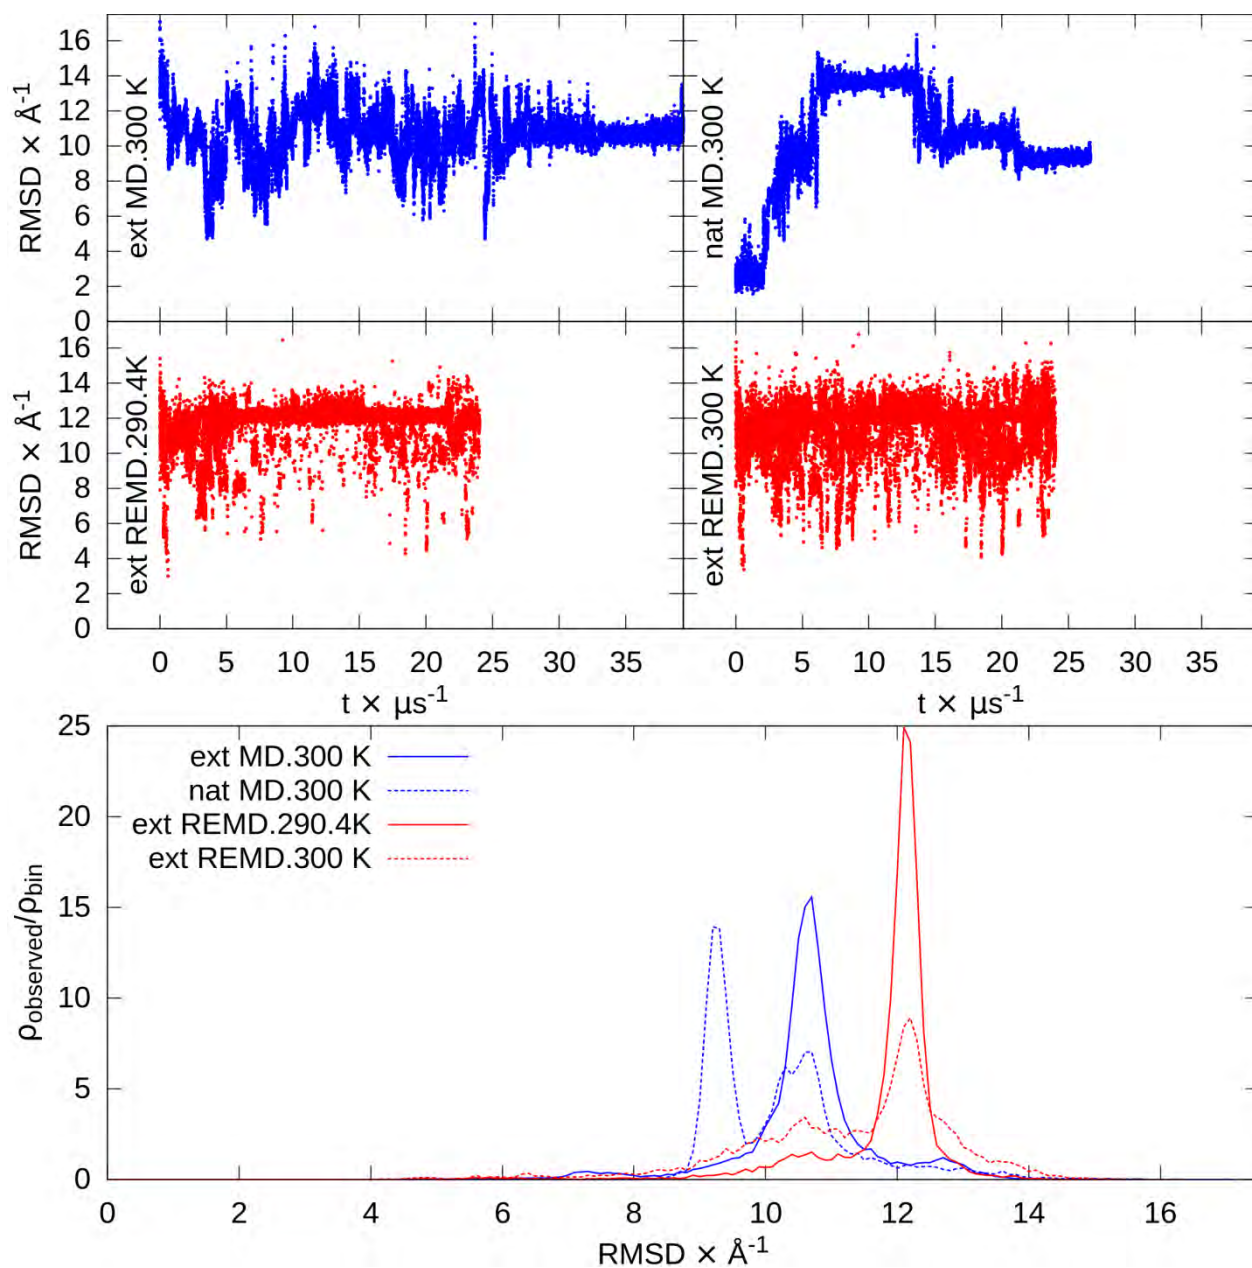 16
14
12
10
8
6
4
2
0
RMSD × Å⁻¹
ext MD.300 K
nat MD.300 K
16
14
12
10
8
6
4
2
0
RMSD × Å⁻¹
ext REMD.290.4K
ext REMD.300 K
0 5 10 15 20 25 30 35 0 5 10 15 20 25 30 35
t × µs⁻¹ t × µs⁻¹
25
20
15
10
5
0
ρobserved/ρbin
ext MD.300 K
nat MD.300 K
ext REMD.290.4K
ext REMD.300 K
0 2 4 6 8 10 12 14 16
RMSD × Å⁻¹